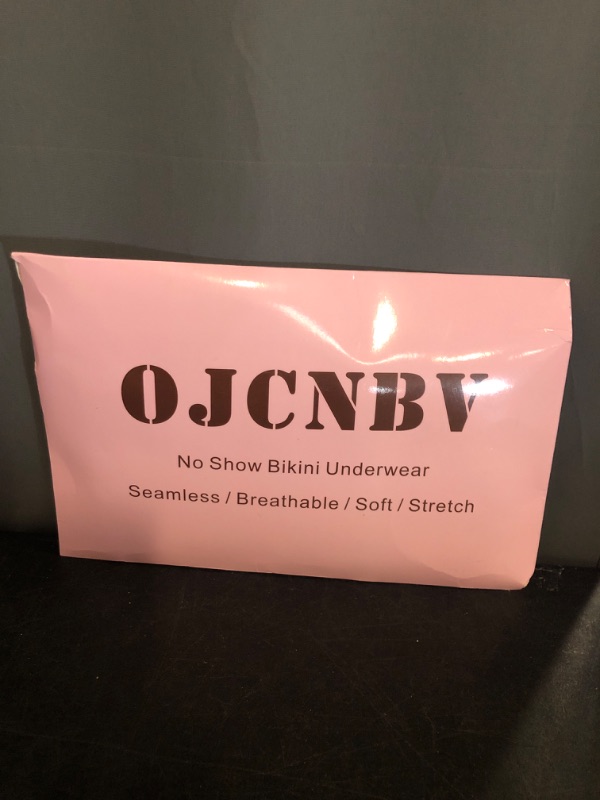 OJCNBV
No Show Bikini Underwear
Seamless / Breathable / Soft / Stretch